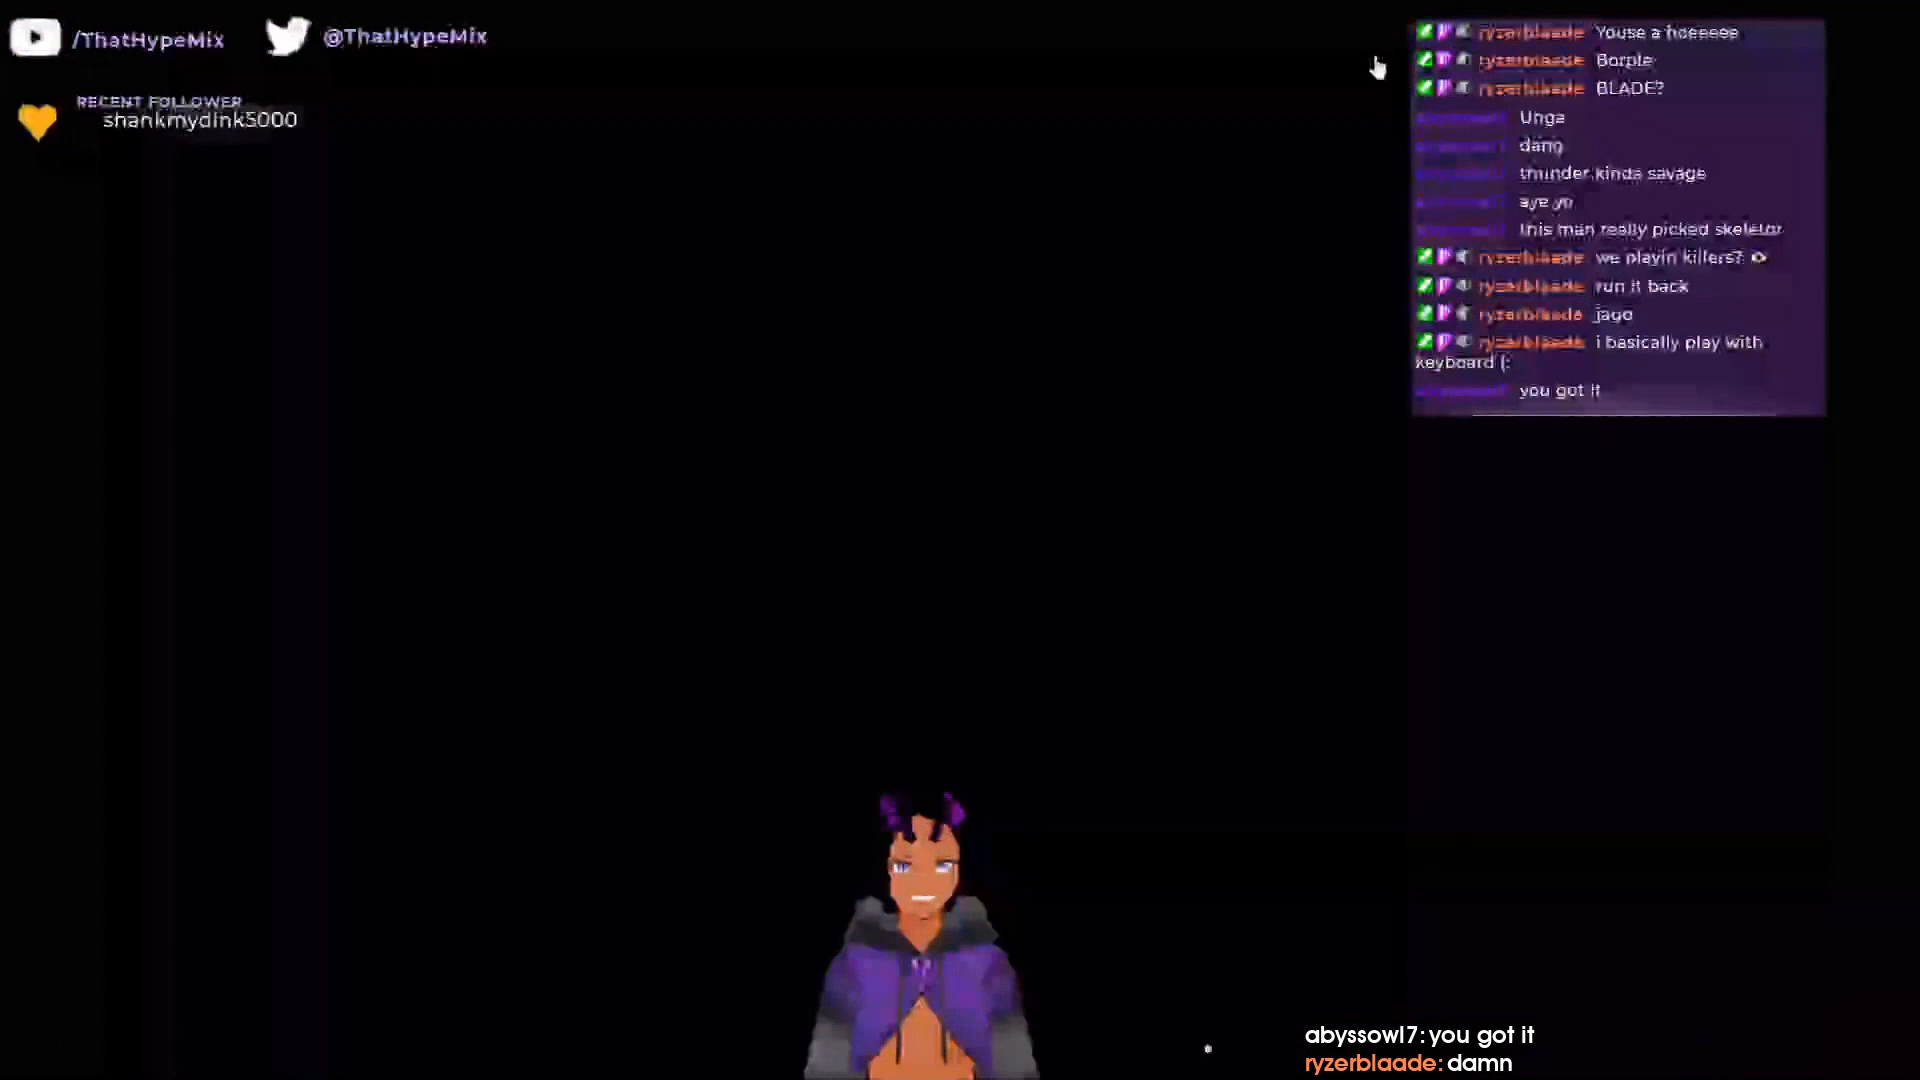 /ThatHypeMix
@ThatHypeMix
RECENT FOLLOWER
shankmydink5000
ryzerblaade Youse a hoeeeee
ryzerblaade Borple
ryzerblaade BLADE?
Unga
dang
thunder kinda savage
aye yo
this man really picked skeletor
ryzerblaade we playin killers?
ryzerblaade run it back
ryzerblaade jago
ryzerblaade i basically play with
keyboard (:
you got it
abyssowl7: you got it
ryzerblaade: damn